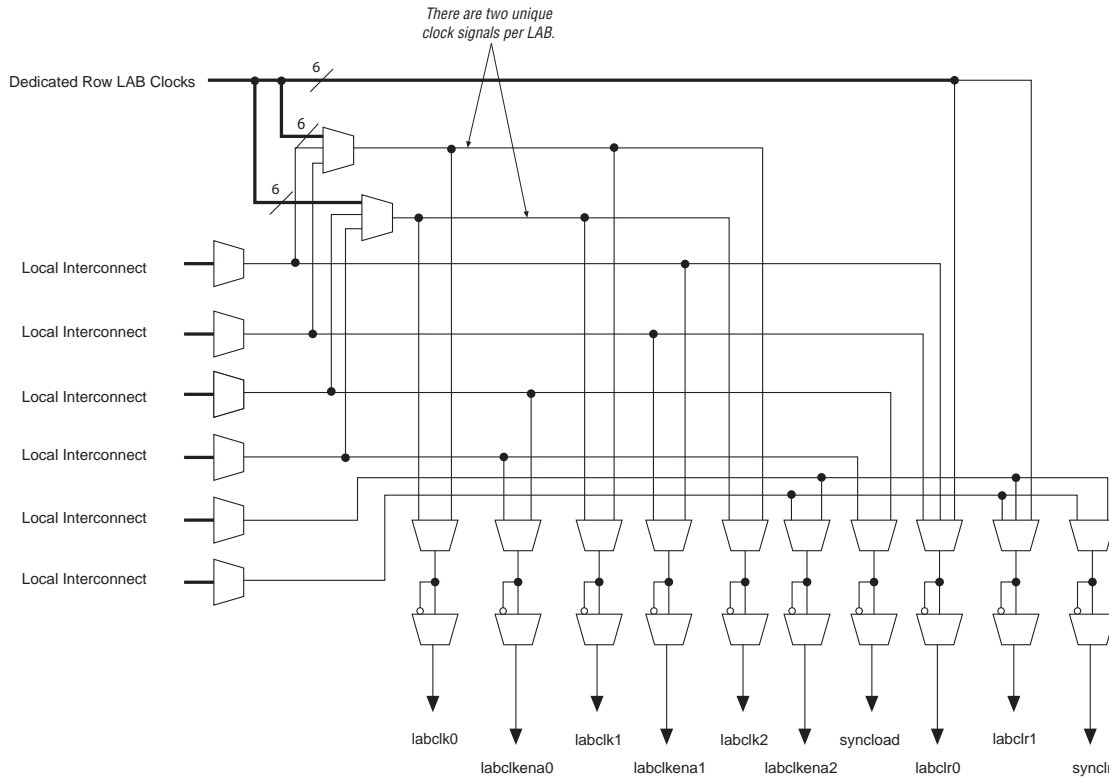 There are two unique
clock signals per LAB.
Dedicated Row LAB Clocks
6
6
6
Local Interconnect
Local Interconnect
Local Interconnect
Local Interconnect
Local Interconnect
Local Interconnect
labclk0
labclk1
labclk2
syncload
labclr1
labclkena0
labclkena1
labclkena2
labclr0
synclr